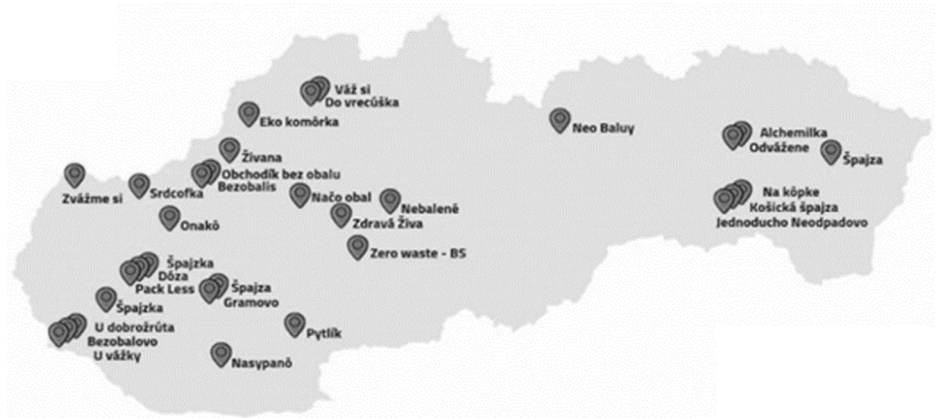 Váž si
Do vrecúška
Eko komôrka
Neo Baluy
Alchemilka
Odvážene
Živana
Špajza
Obchodík bez obalu
Bezobalis
Zvážme si
Srdcofka
Načo obal
Nebalené
Na kôpke
Košická špajza
Jednoducho Neodpadovo
Onakô
Zdravá Živa
Zero waste - BS
Špajzka
Dóza
Pack Less
Špajza
Gramovo
Špajzka
U dobrožrúta
Bezobalovo
U vážky
Pytlík
Nasypanô